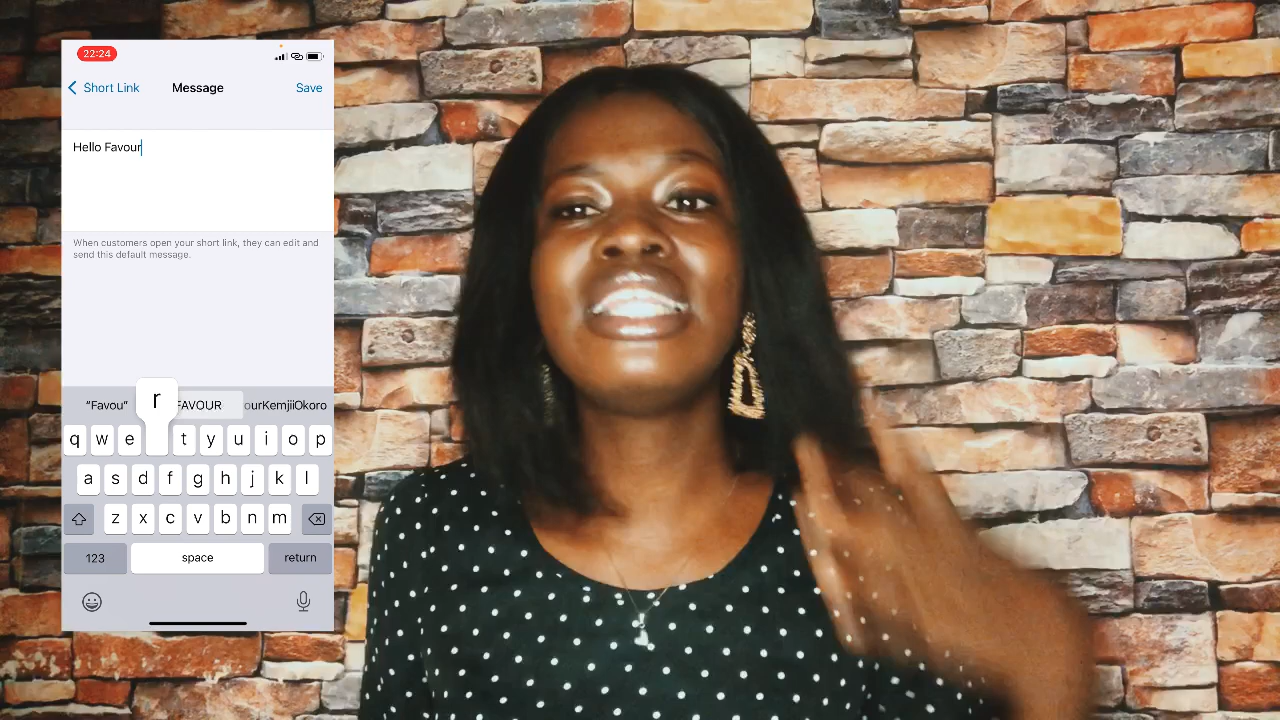 22:24
Short Link Message Save
Hello Favour
When customers open your short link, they can edit and
send this default message.
"Favou" FAVOUR ourKemjiiOkoro
r
q w e t y u i o p
a s d f g h j k l
z x c v b n m
123 space return